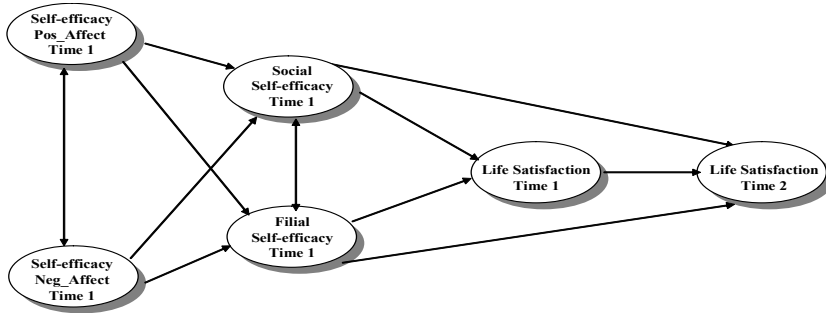 Self-efficacy
Pos_Affect
Time 1
Social
Self-efficacy
Time 1
Life Satisfaction
Time 1
Life Satisfaction
Time 2
Filial
Self-efficacy
Time 1
Self-efficacy
Neg_Affect
Time 1